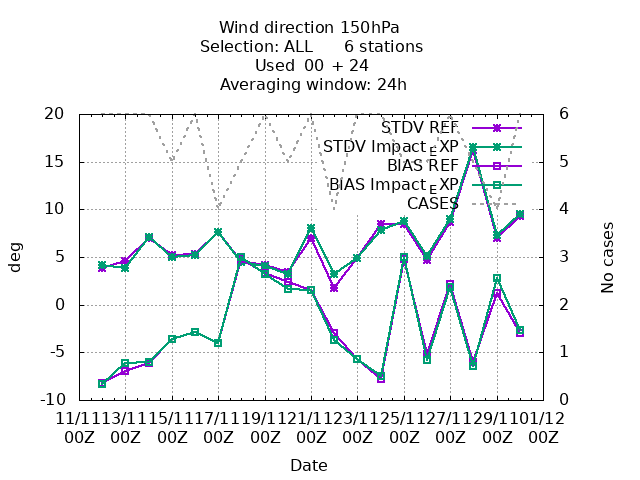 Wind direction 150hPa
Selection: ALL 6 stations
Used 00 + 24
Averaging window: 24h
20 6
STDV REF
STDV Impact_EXP
15 5
BIAS REF
BIAS Impact_EXP
CASES
10 4
deg
5 3
No cases
0 2
-5 1
-10 0
11/11 13/11 15/11 17/11 19/11 21/11 23/11 25/11 27/11 29/11 01/12
00Z 00Z 00Z 00Z 00Z 00Z 00Z 00Z 00Z 00Z 00Z
Date